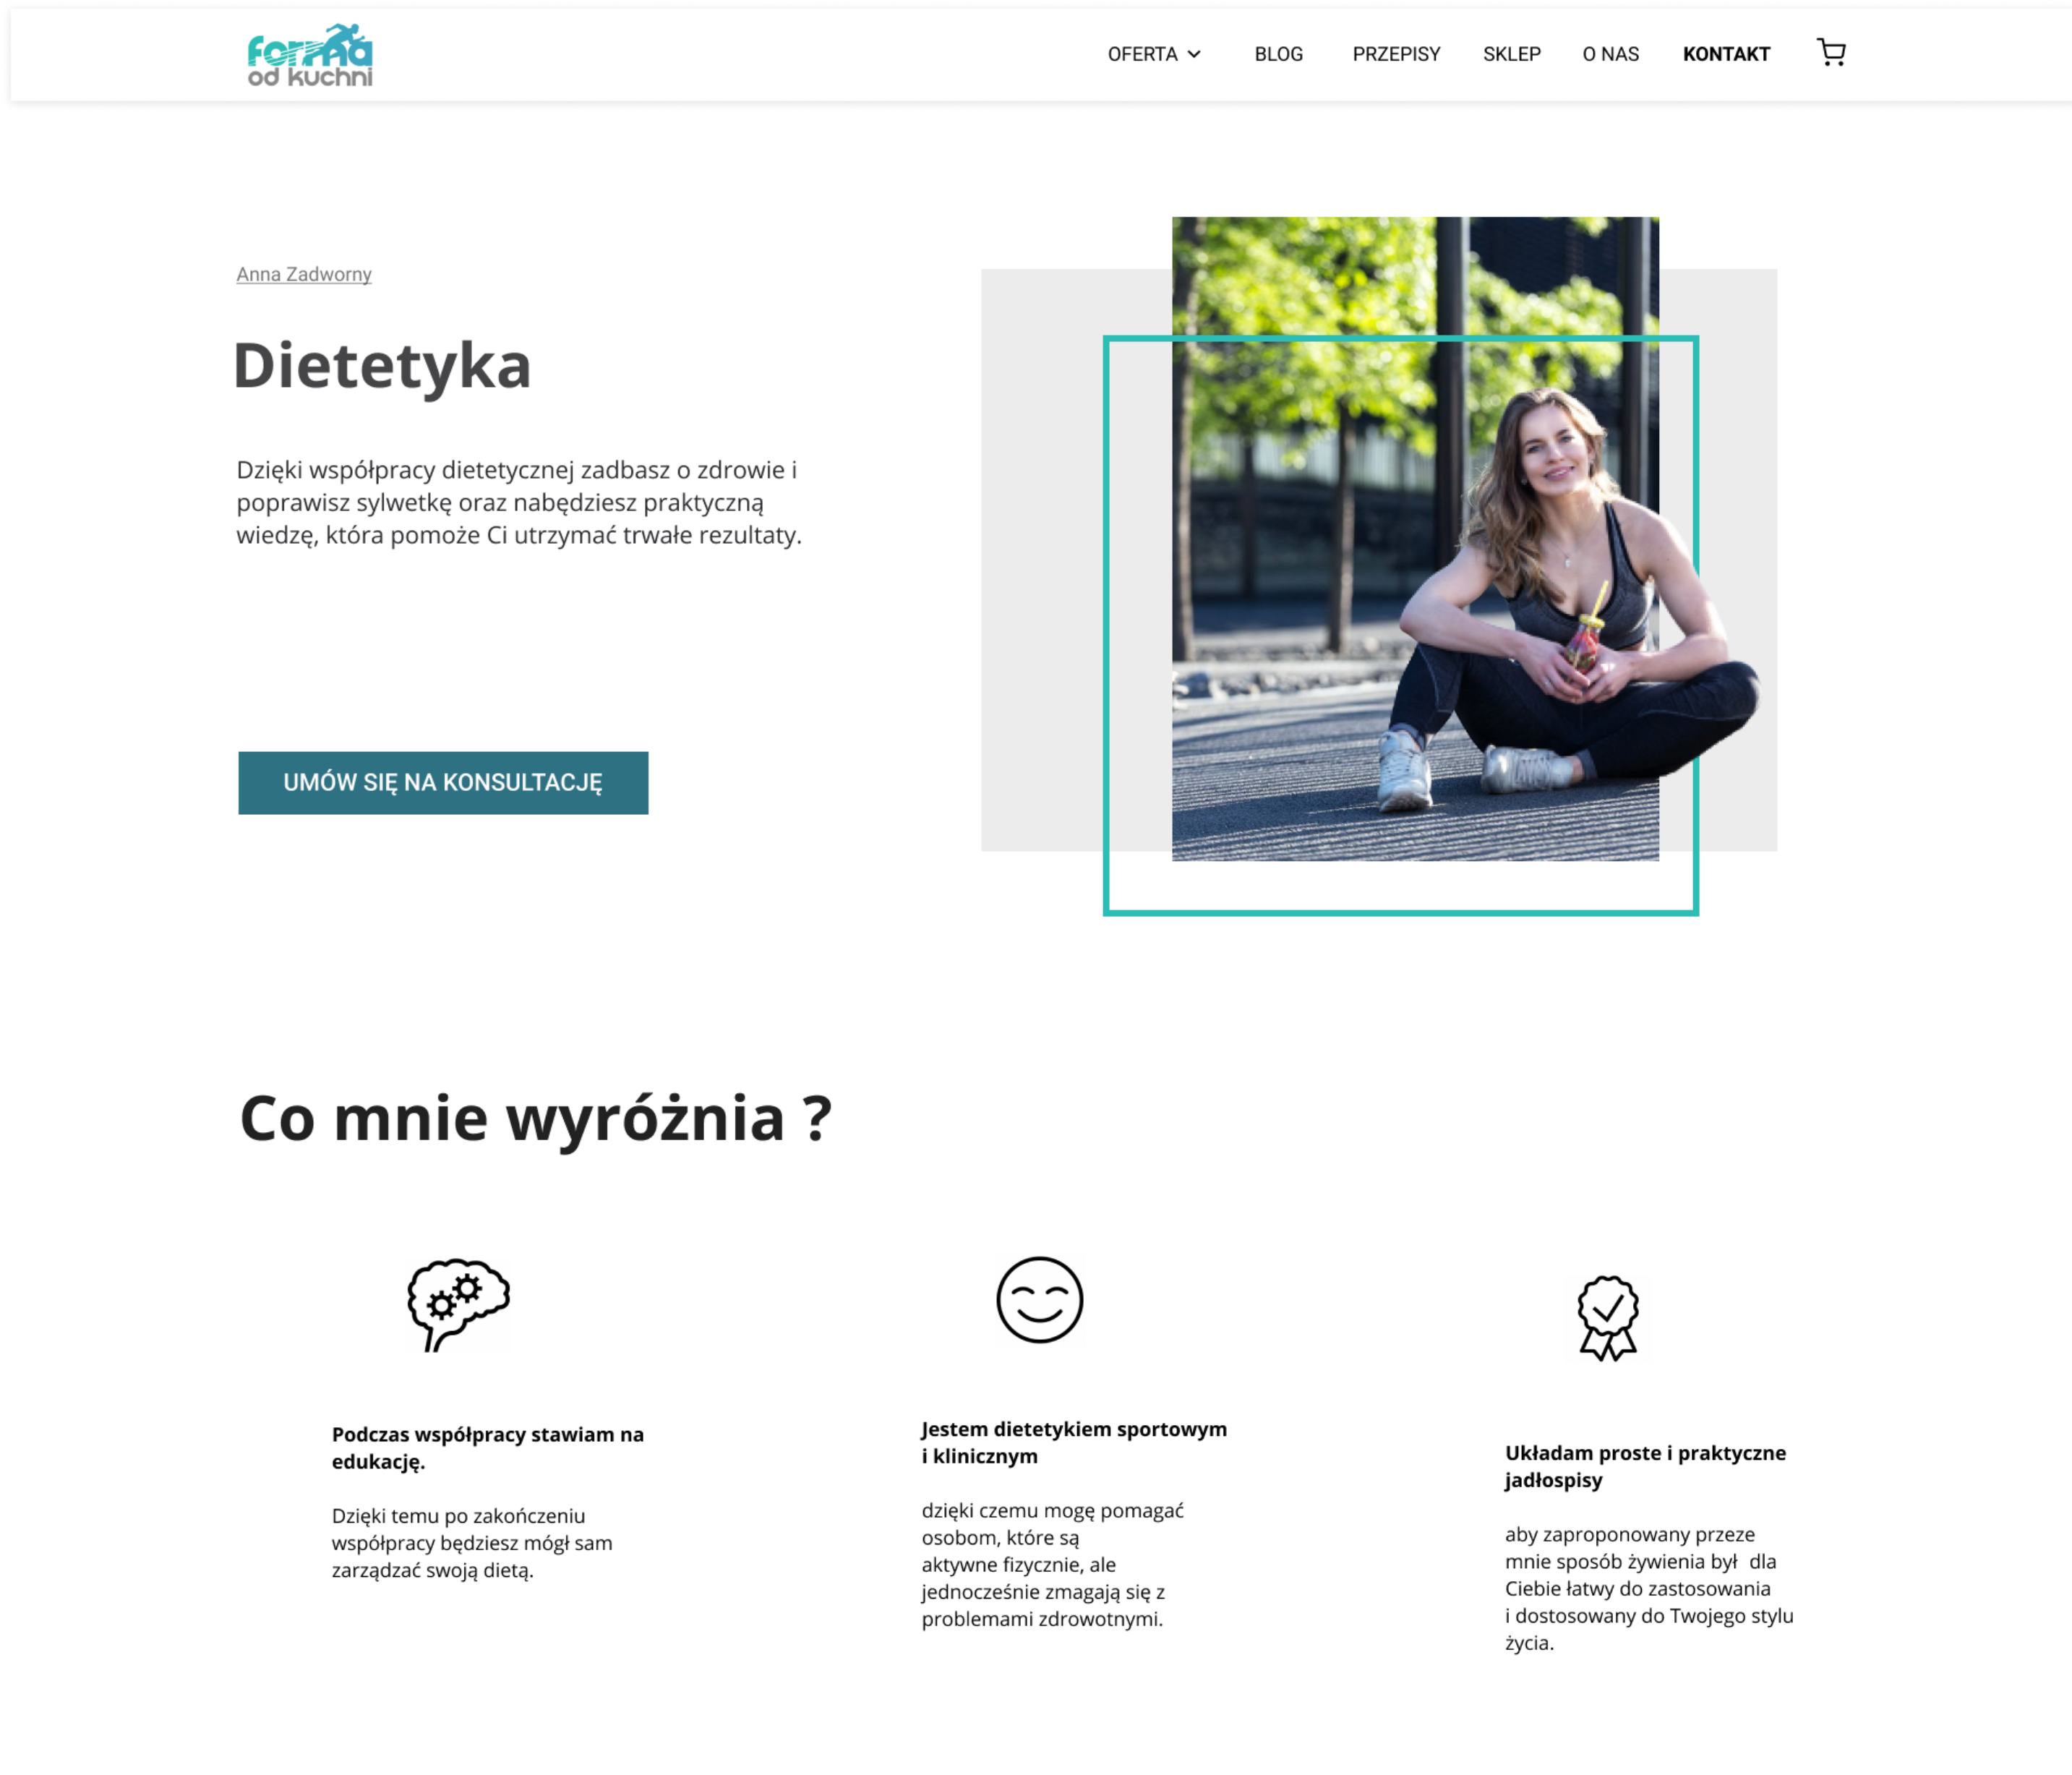 forma
od kuchni
OFERTA BLOG PRZEPISY SKLEP O NAS KONTAKT
Anna Zadworny
Dietetyka
Dzięki współpracy dietetycznej zadbasz o zdrowie i
poprawisz sylwetkę oraz nabędziesz praktyczną
wiedzę, która pomoże Ci utrzymać trwałe rezultaty.
UMÓW SIĘ NA KONSULTACJĘ
Co mnie wyróżnia ?
Podczas współpracy stawiam na
edukację.
Dzięki temu po zakończeniu
współpracy będziesz mógł sam
zarządzać swoją dietą.
Jestem dietetykiem sportowym
i klinicznym
dzięki czemu mogę pomagać
osobom, które są
aktywne fizycznie, ale
jednocześnie zmagają się z
problemami zdrowotnymi.
Układam proste i praktyczne
jadłospisy
aby zaproponowany przeze
mnie sposób żywienia był  dla
Ciebie łatwy do zastosowania
i dostosowany do Twojego stylu
życia.